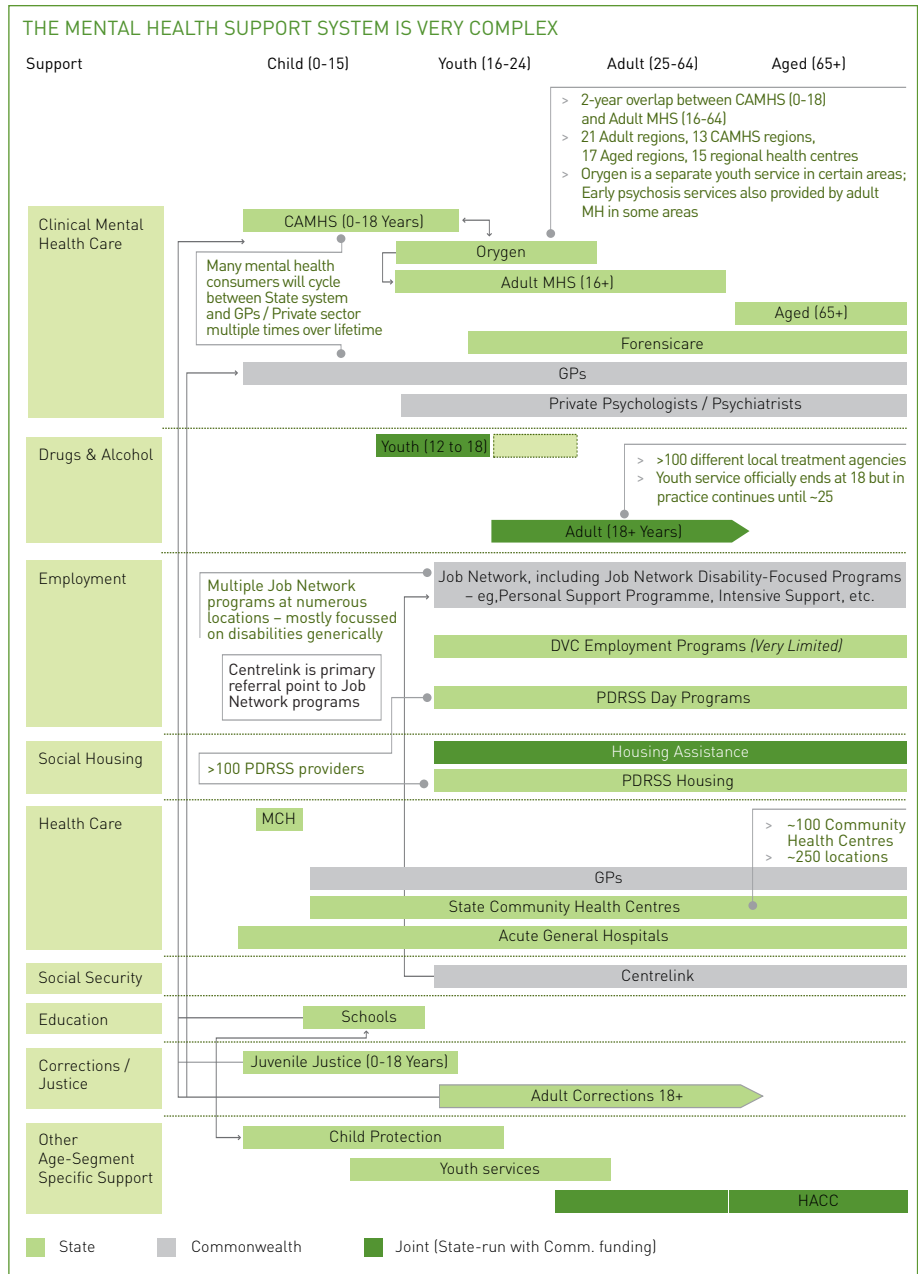 THE MENTAL HEALTH SUPPORT SYSTEM IS VERY COMPLEX
Support
Child (0-15)
Youth (16-24)
Adult (25-64)
Aged (65+)
> 2-year overlap between CAMHS (0-18)
and Adult MHS (16-64)
> 21 Adult regions, 13 CAMHS regions,
17 Aged regions, 15 regional health centres
> Orygen is a separate youth service in certain areas;
Early psychosis services also provided by adult
MH in some areas
Clinical Mental
Health Care
CAMHS (0-18 Years)
Orygen
Many mental health
consumers will cycle
between State system
and GPs / Private sector
multiple times over lifetime
Adult MHS (16+)
Aged (65+)
Forensicare
GPs
Private Psychologists / Psychiatrists
Drugs & Alcohol
Youth (12 to 18)
> >100 different local treatment agencies
> Youth service officially ends at 18 but in
practice continues until ~25
Adult (18+ Years)
Employment
Multiple Job Network
programs at numerous
locations – mostly focussed
on disabilities generically
Job Network, including Job Network Disability-Focused Programs
– eg,Personal Support Programme, Intensive Support, etc.
DVC Employment Programs (Very Limited)
Centrelink is primary
referral point to Job
Network programs
PDRSS Day Programs
Social Housing
Housing Assistance
>100 PDRSS providers
PDRSS Housing
Health Care
MCH
> ~100 Community
Health Centres
> ~250 locations
GPs
State Community Health Centres
Acute General Hospitals
Social Security
Centrelink
Education
Schools
Corrections /
Justice
Juvenile Justice (0-18 Years)
Adult Corrections 18+
Other
Age-Segment
Specific Support
Child Protection
Youth services
HACC
State
Commonwealth
Joint (State-run with Comm. funding)